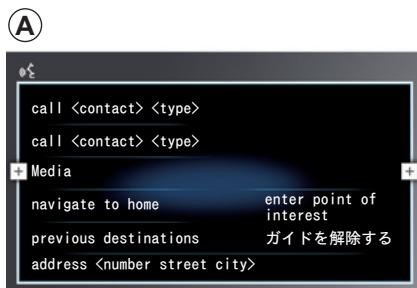 A
call <contact> <type>
call <contact> <type>
Media
navigate to home
enter point of
interest
previous destinations
ガイドを解除する
address <number street city>